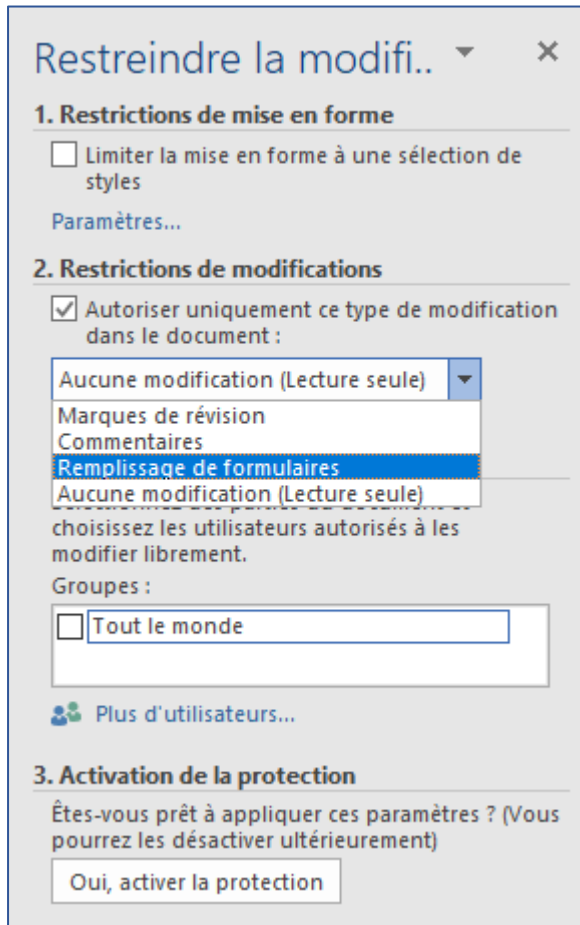 Restreindre la modifi..
1. Restrictions de mise en forme
Limiter la mise en forme à une sélection de
styles
Paramètres...
2. Restrictions de modifications
Autoriser uniquement ce type de modification
dans le document :
Aucune modification (Lecture seule)
Marques de révision
Commentaires
Remplissage de formulaires
Aucune modification (Lecture seule)
choisissez les utilisateurs autorisés à les
modifier librement.
Groupes :
Tout le monde
Plus d'utilisateurs...
3. Activation de la protection
Êtes-vous prêt à appliquer ces paramètres ? (Vous
pourrez les désactiver ultérieurement)
Oui, activer la protection